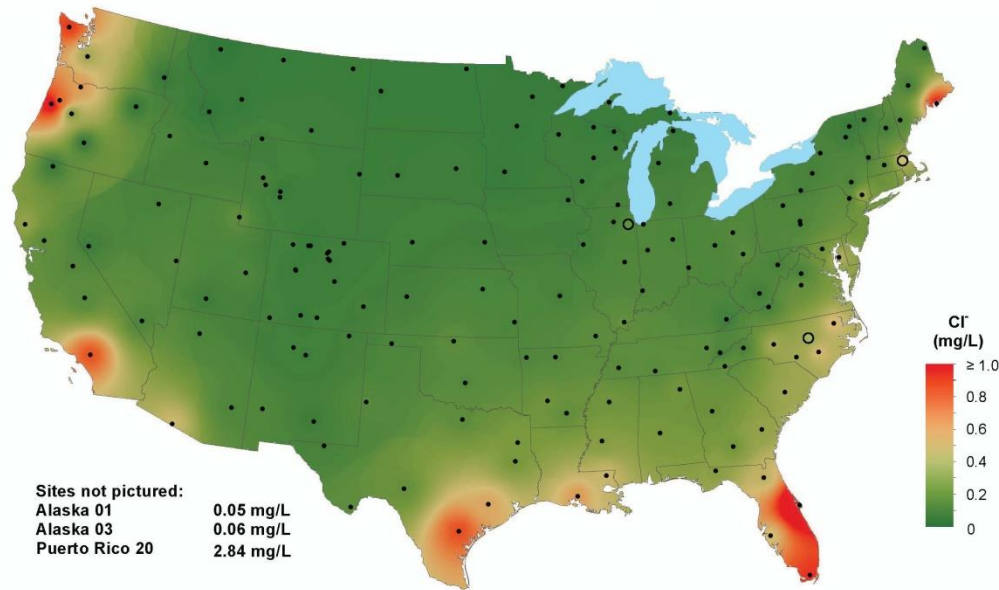 Sites not pictured:
Alaska 01 0.05 mg/L
Alaska 03 0.06 mg/L
Puerto Rico 20 2.84 mg/L
Cl⁻
(mg/L)
≥ 1.0
0.8
0.6
0.4
0.2
0